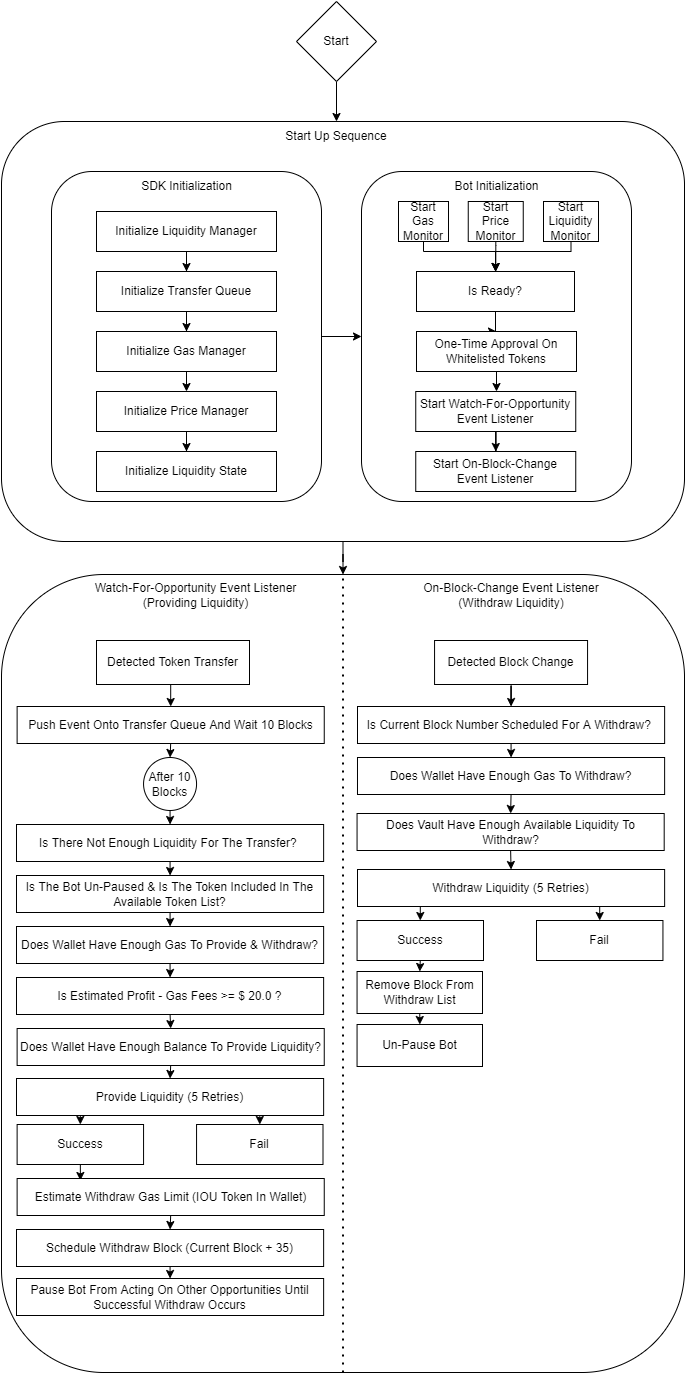 Start
Start Up Sequence
SDK Initialization
Initialize Liquidity Manager
Initialize Transfer Queue
Initialize Gas Manager
Initialize Price Manager
Initialize Liquidity State
Bot Initialization
Start
Gas
Monitor
Start
Price
Monitor
Start
Liquidity
Monitor
Is Ready?
One-Time Approval On
Whitelisted Tokens
Start Watch-For-Opportunity
Event Listener
Start On-Block-Change
Event Listener
Watch-For-Opportunity Event Listener
(Providing Liquidity)
Detected Token Transfer
Push Event Onto Transfer Queue And Wait 10 Blocks
After 10
Blocks
Is There Not Enough Liquidity For The Transfer?
Is The Bot Un-Paused & Is The Token Included In The
Available Token List?
Does Wallet Have Enough Gas To Provide & Withdraw?
Is Estimated Profit - Gas Fees >= $ 20.0 ?
Does Wallet Have Enough Balance To Provide Liquidity?
Provide Liquidity (5 Retries)
Success
Fail
Estimate Withdraw Gas Limit (IOU Token In Wallet)
Schedule Withdraw Block (Current Block + 35)
Pause Bot From Acting On Other Opportunities Until
Successful Withdraw Occurs
On-Block-Change Event Listener
(Withdraw Liquidity)
Detected Block Change
Is Current Block Number Scheduled For A Withdraw?
Does Wallet Have Enough Gas To Withdraw?
Does Vault Have Enough Available Liquidity To
Withdraw?
Withdraw Liquidity (5 Retries)
Success
Fail
Remove Block From
Withdraw List
Un-Pause Bot